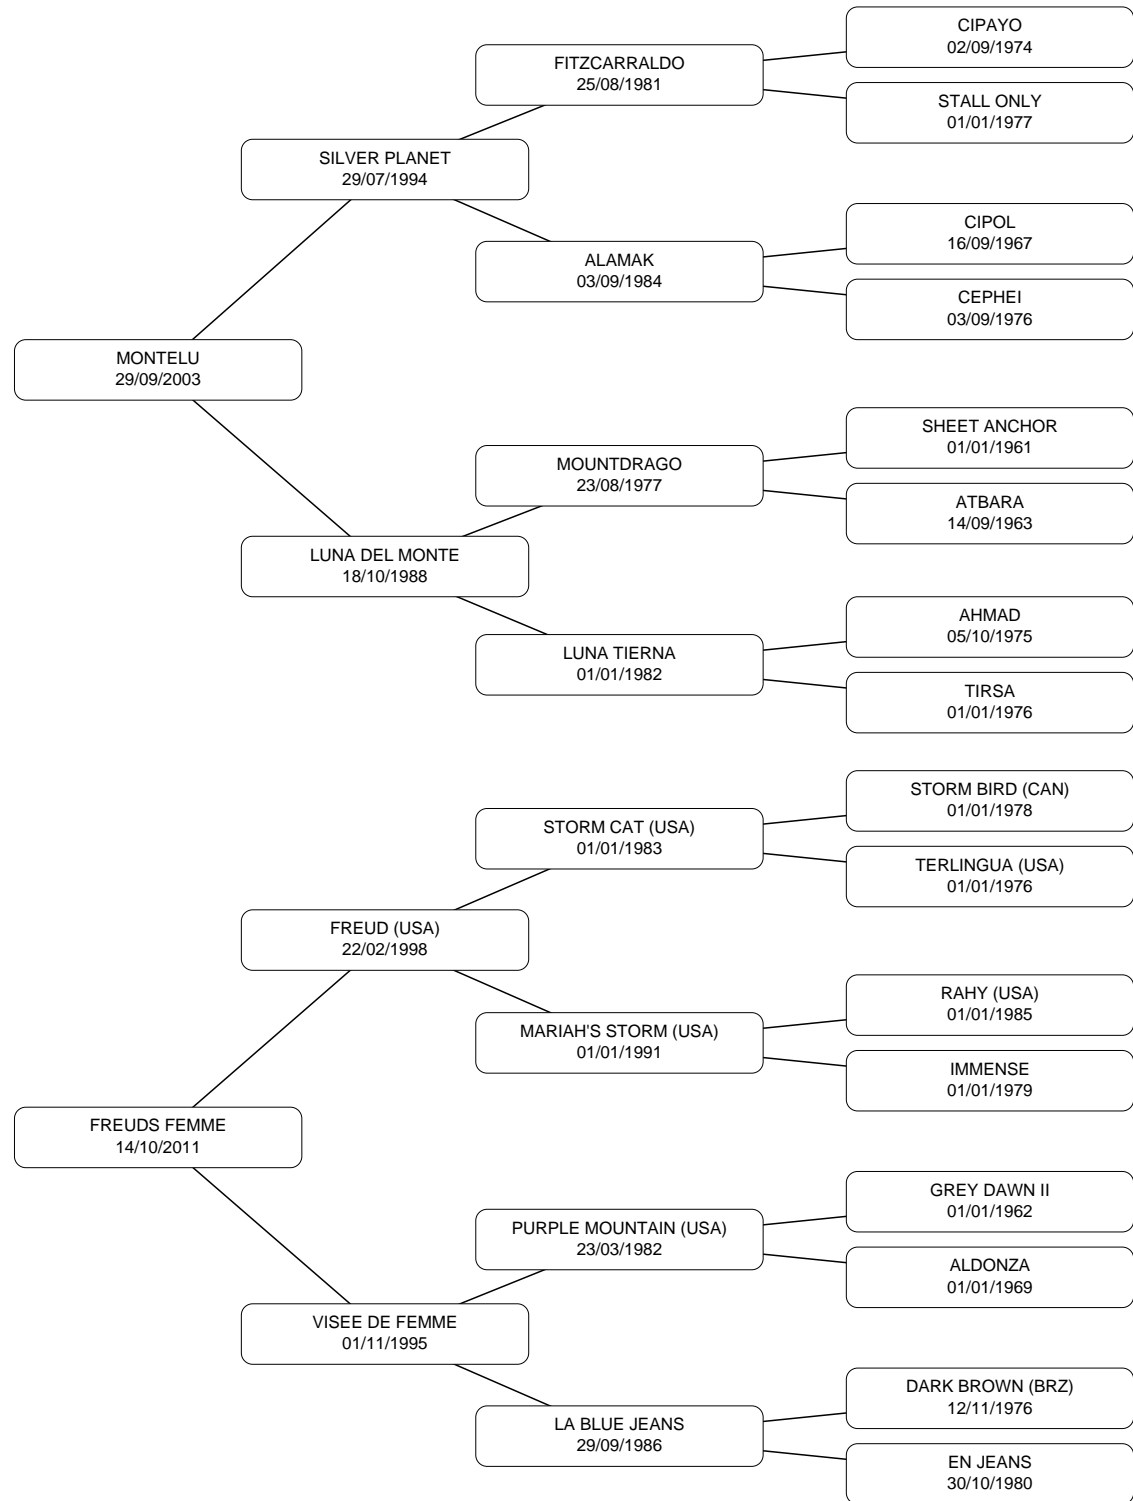 CIPAYO
02/09/1974
FITZCARRALDO
25/08/1981
STALL ONLY
01/01/1977
SILVER PLANET
29/07/1994
CIPOL
16/09/1967
ALAMAK
03/09/1984
CEPHEI
03/09/1976
MONTELU
29/09/2003
SHEET ANCHOR
01/01/1961
MOUNTDRAGO
23/08/1977
ATBARA
14/09/1963
LUNA DEL MONTE
18/10/1988
AHMAD
05/10/1975
LUNA TIERNA
01/01/1982
TIRSA
01/01/1976
STORM BIRD (CAN)
01/01/1978
STORM CAT (USA)
01/01/1983
TERLINGUA (USA)
01/01/1976
FREUD (USA)
22/02/1998
RAHY (USA)
01/01/1985
MARIAH'S STORM (USA)
01/01/1991
IMMENSE
01/01/1979
FREUDS FEMME
14/10/2011
GREY DAWN II
01/01/1962
PURPLE MOUNTAIN (USA)
23/03/1982
ALDONZA
01/01/1969
VISEE DE FEMME
01/11/1995
DARK BROWN (BRZ)
12/11/1976
LA BLUE JEANS
29/09/1986
EN JEANS
30/10/1980